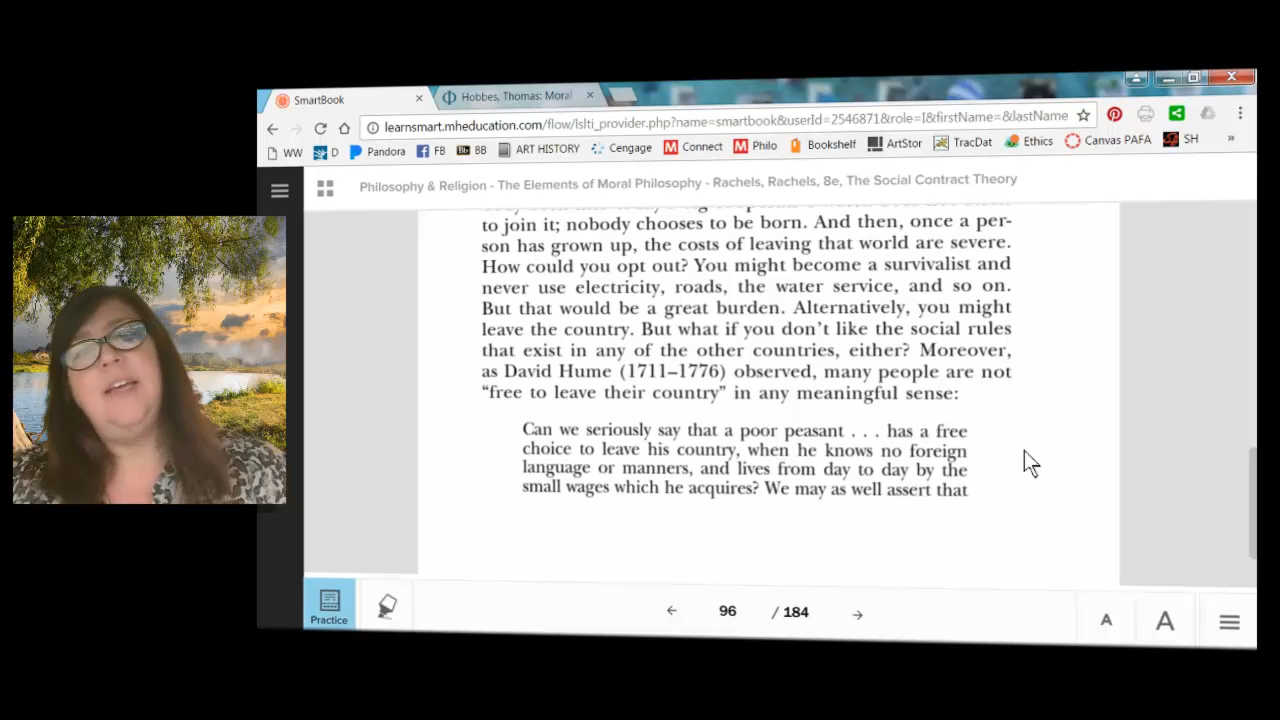 SmartBook
Hobbes, Thomas: Moral
learnsmart.mheducation.com/flow/lslti_provider.php?name=smartbook&userId=2546871&role=I&firstName=&lastName
WW D Pandora FB BB ART HISTORY Cengage Connect Philo Bookshelf ArtStor TracDat Ethics Canvas PAFA SH »
Philosophy & Religion - The Elements of Moral Philosophy - Rachels, Rachels, 8e, The Social Contract Theory
to join it; nobody chooses to be born. And then, once a per-
son has grown up, the costs of leaving that world are severe.
How could you opt out? You might become a survivalist and
never use electricity, roads, the water service, and so on.
But that would be a great burden. Alternatively, you might
leave the country. But what if you don't like the social rules
that exist in any of the other countries, either? Moreover,
as David Hume (1711–1776) observed, many people are not
"free to leave their country" in any meaningful sense:
Can we seriously say that a poor peasant . . . has a free
choice to leave his country, when he knows no foreign
language or manners, and lives from day to day by the
small wages which he acquires? We may as well assert that
Practice
96 / 184
A A